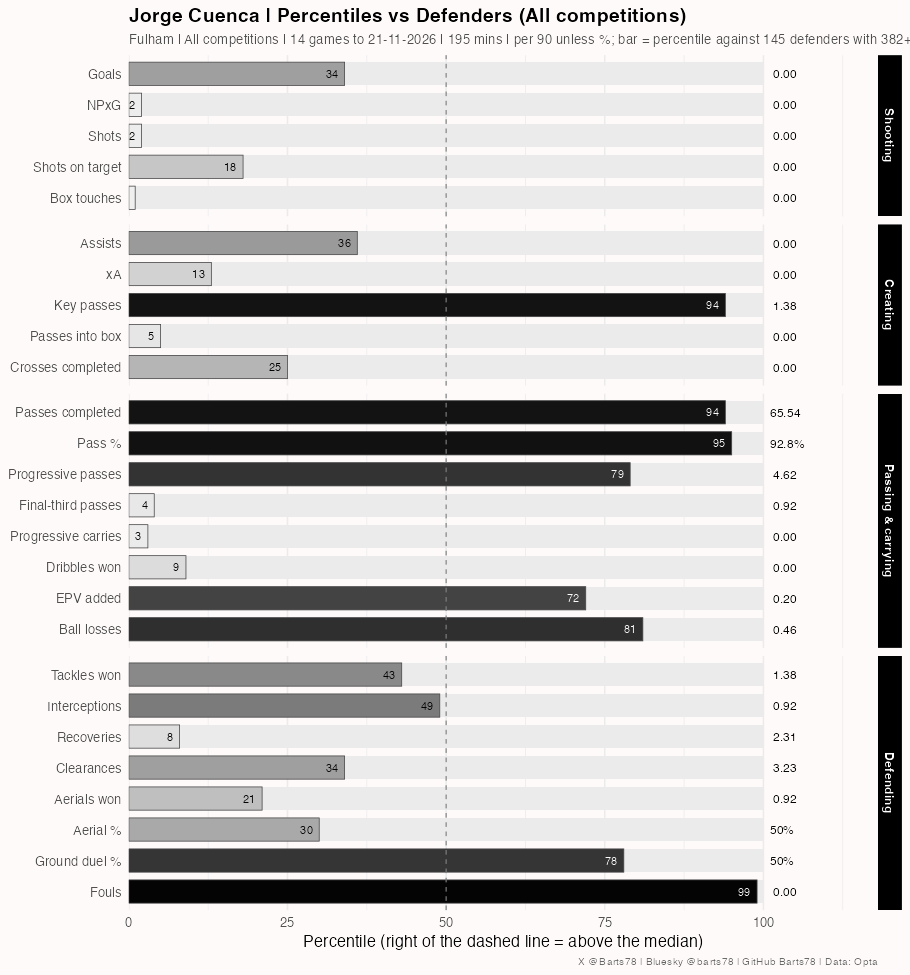 Jorge Cuenca | Percentiles vs Defenders (All competitions)
Fulham | All competitions | 14 games to 21-11-2026 | 195 mins | per 90 unless %; bar = percentile against 145 defenders with 382+
Goals 34 0.00
NPxG 2 0.00
Shots 2 0.00
Shots on target 18 0.00
Box touches 0.00
Shooting
Assists 36 0.00
xA 13 0.00
Key passes 94 1.38
Passes into box 5 0.00
Crosses completed 25 0.00
Creating
Passes completed 94 65.54
Pass % 95 92.8%
Progressive passes 79 4.62
Final-third passes 4 0.92
Progressive carries 3 0.00
Dribbles won 9 0.00
EPV added 72 0.20
Ball losses 81 0.46
Passing & carrying
Tackles won 43 1.38
Interceptions 49 0.92
Recoveries 8 2.31
Clearances 34 3.23
Aerials won 21 0.92
Aerial % 30 50%
Ground duel % 78 50%
Fouls 99 0.00
Defending
0 25 50 75 100
Percentile (right of the dashed line = above the median)
X @Barts78 | Bluesky @barts78 | GitHub Barts78 | Data: Opta